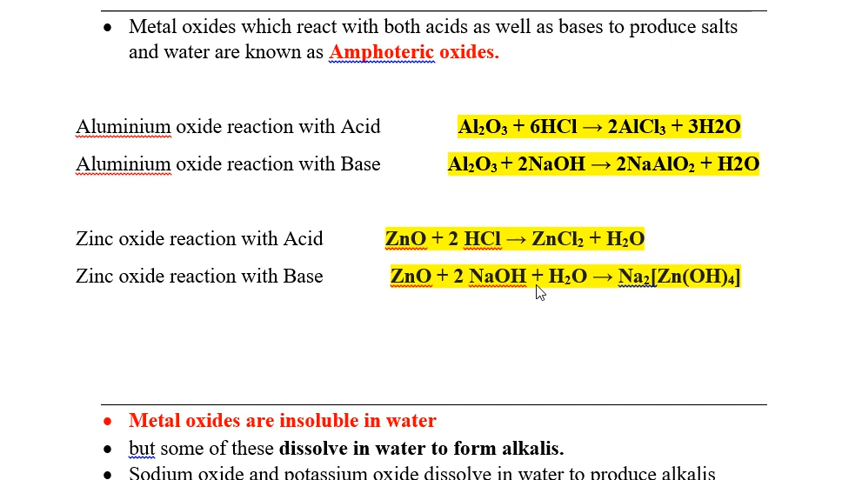 • Metal oxides which react with both acids as well as bases to produce salts
and water are known as Amphoteric oxides.
Aluminium oxide reaction with Acid Al₂O₃ + 6HCl → 2AlCl₃ + 3H2O
Aluminium oxide reaction with Base Al₂O₃ + 2NaOH → 2NaAlO₂ + H2O
Zinc oxide reaction with Acid ZnO + 2 HCl → ZnCl₂ + H₂O
Zinc oxide reaction with Base ZnO + 2 NaOH + H₂O → Na₂[Zn(OH)₄]
• Metal oxides are insoluble in water
• but some of these dissolve in water to form alkalis.
• Sodium oxide and potassium oxide dissolve in water to produce alkalis